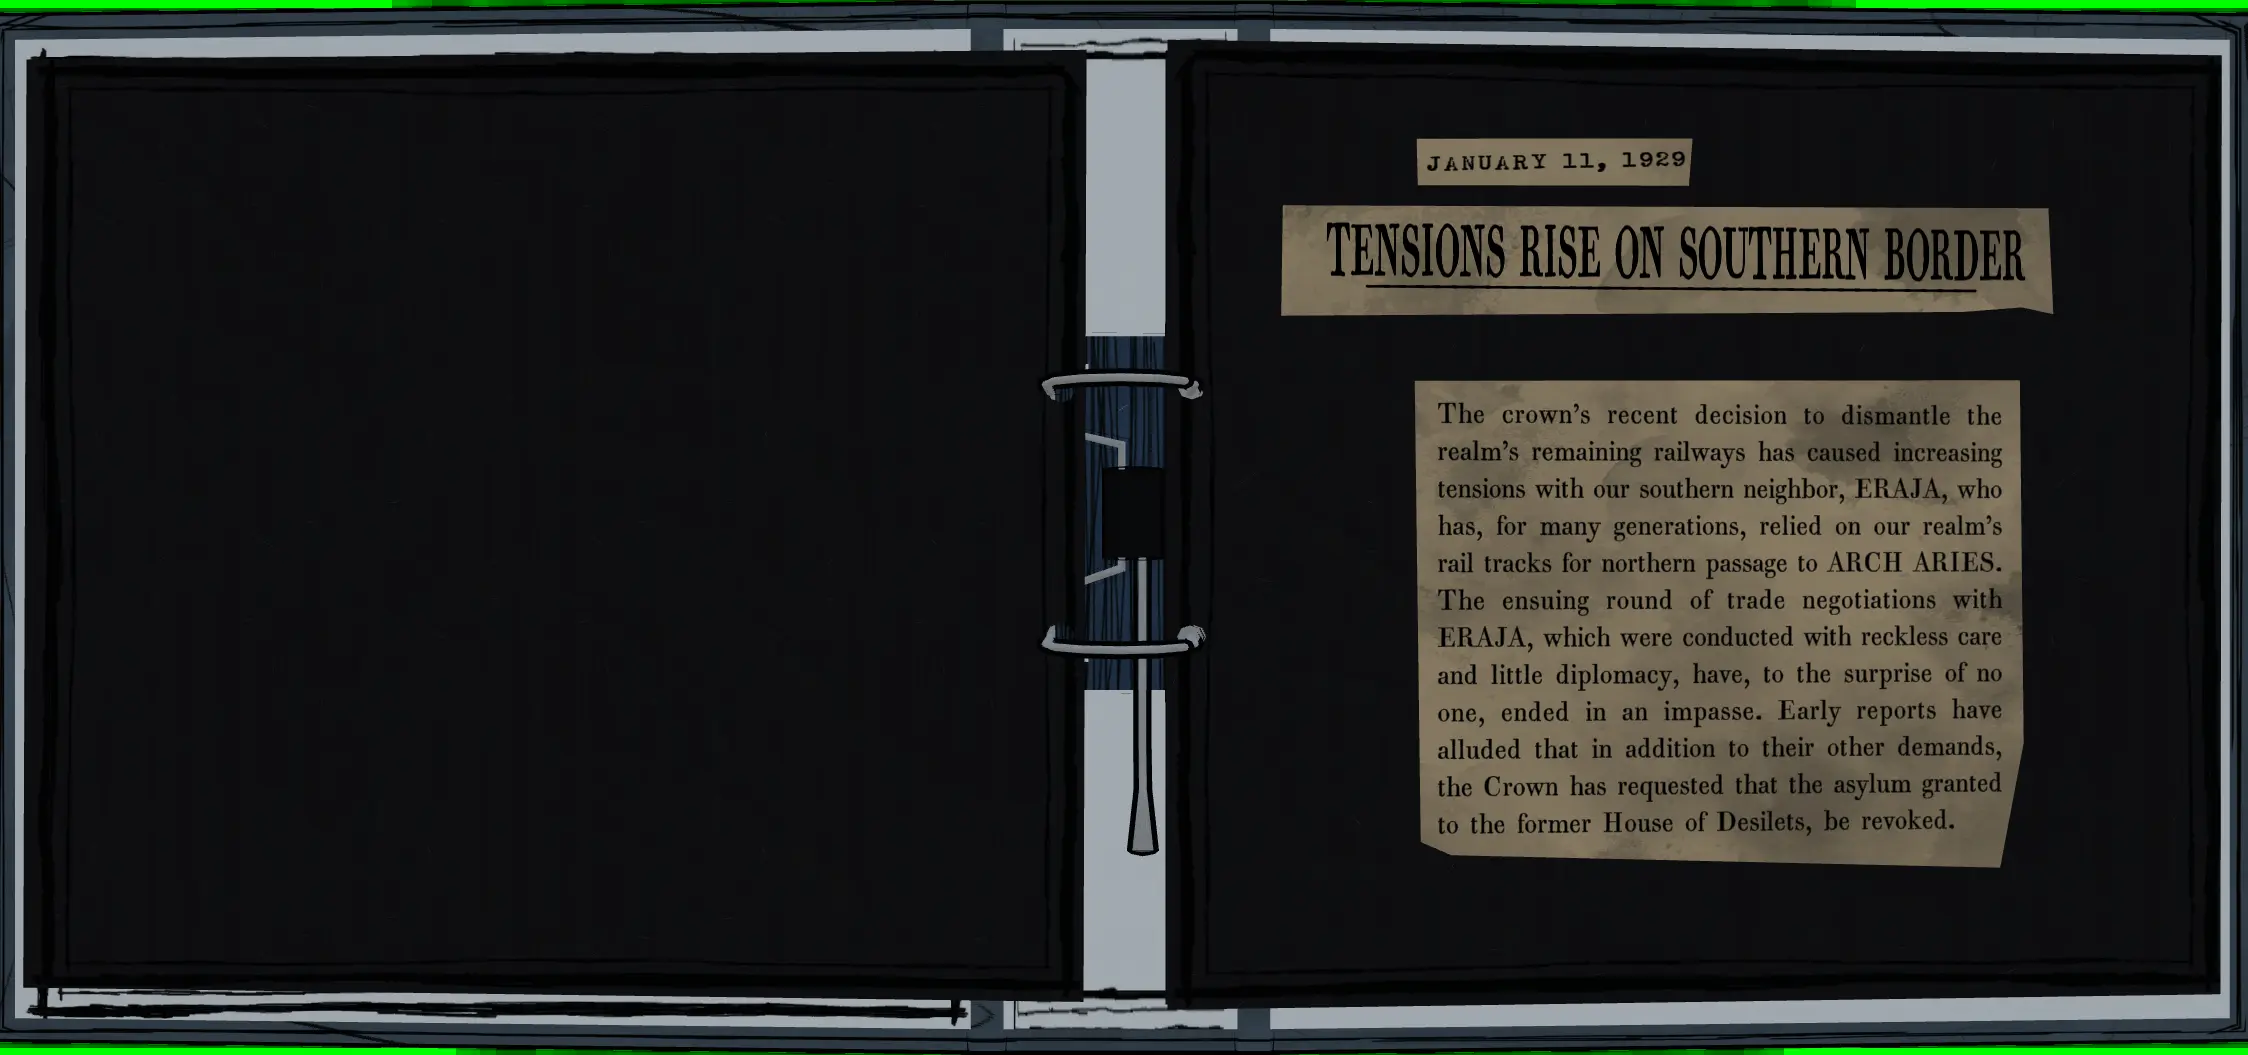 JANUARY 11, 1929
TENSIONS RISE ON SOUTHERN BORDER
The crown's recent decision to dismantle the
realm's remaining railways has caused increasing
tensions with our southern neighbor, ERAJA, who
has, for many generations, relied on our realm's
rail tracks for northern passage to ARCH ARIES.
The ensuing round of trade negotiations with
ERAJA, which were conducted with reckless care
and little diplomacy, have, to the surprise of no
one, ended in an impasse. Early reports have
alluded that in addition to their other demands,
the Crown has requested that the asylum granted
to the former House of Desilets, be revoked.